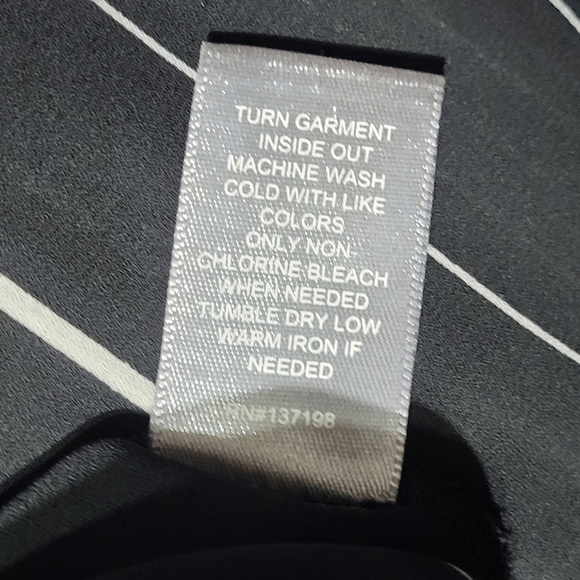 TURN GARMENT
INSIDE OUT
MACHINE WASH
COLD WITH LIKE
COLORS
ONLY NON-
CHLORINE BLEACH
WHEN NEEDED
TUMBLE DRY LOW
WARM IRON IF
NEEDED
RN#137198